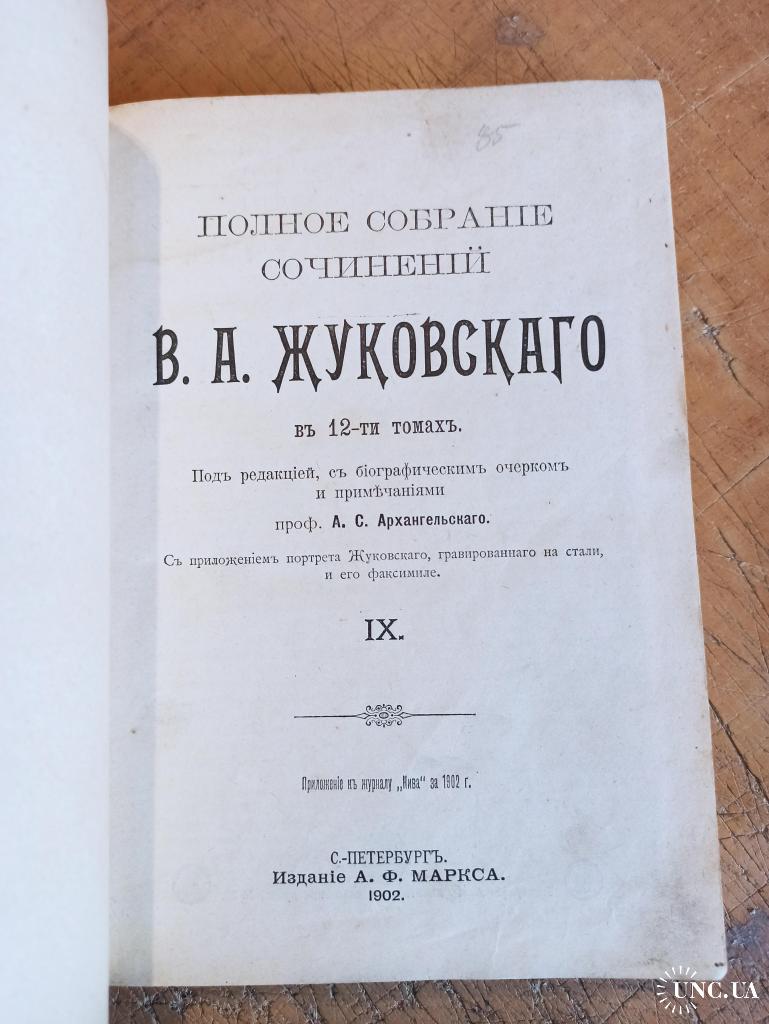 85
ПОЛНОЕ СОБРАНІЕ
СОЧИНЕНІЙ
В. А. ЖУКОВСКАГО
въ 12-ти томахъ.
Подъ редакціей, съ біографическимъ очеркомъ
и примѣчаніями
проф. А. С. Архангельскаго.
Съ приложеніемъ портрета Жуковскаго, гравированнаго на стали,
и его факсимиле.
IX.
Приложеніе къ журналу „Нива“ за 1902 г.
С.-ПЕТЕРБУРГЪ.
Изданіе А. Ф. МАРКСА.
1902.
UNC.UA